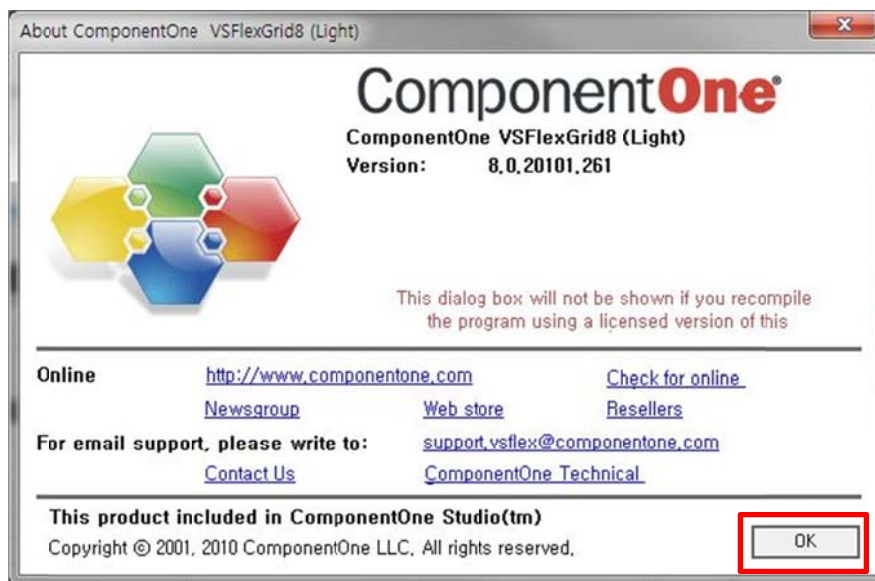 About ComponentOne VSFlexGrid8 (Light)
ComponentOne®
ComponentOne VSFlexGrid8 (Light)
Version: 8.0.20101.261
This dialog box will not be shown if you recompile
the program using a licensed version of this
Online http://www.componentone.com Check for online
Newsgroup Web store Resellers
For email support, please write to: support.vsflex@componentone.com
Contact Us ComponentOne Technical
This product included in ComponentOne Studio(tm)
Copyright © 2001, 2010 ComponentOne LLC, All rights reserved.
OK